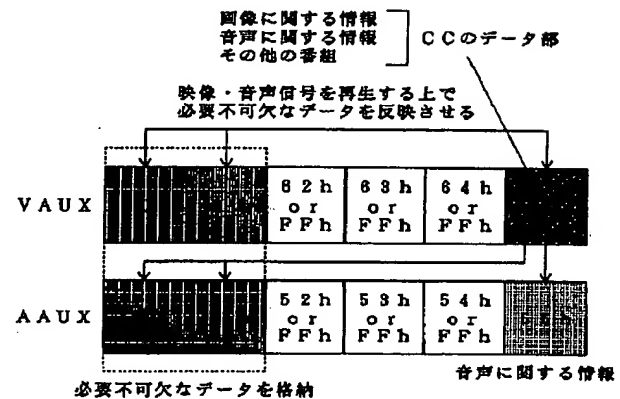 画像に関する情報
音声に関する情報
その他の番組
CCのデータ部
映像・音声信号を再生する上で
必要不可欠なデータを反映させる
VAUX
62h or FFh
63h or FFh
64h or FFh
AAUX
52h or FFh
53h or FFh
54h or FFh
音声に関する情報
必要不可欠なデータを格納